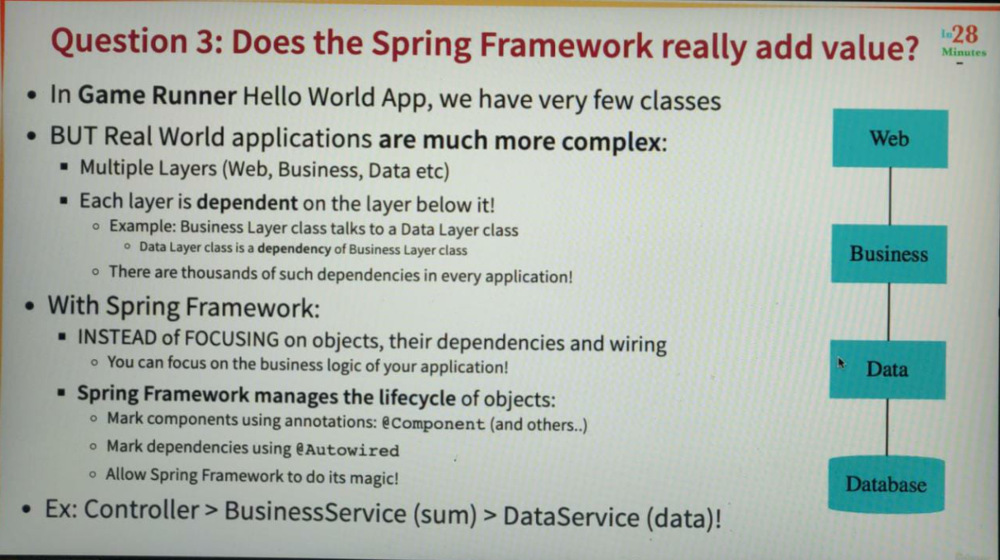 Question 3: Does the Spring Framework really add value?
In28
Minutes
• In Game Runner Hello World App, we have very few classes
• BUT Real World applications are much more complex:
▪ Multiple Layers (Web, Business, Data etc)
▪ Each layer is dependent on the layer below it!
◦ Example: Business Layer class talks to a Data Layer class
◦ Data Layer class is a dependency of Business Layer class
◦ There are thousands of such dependencies in every application!
• With Spring Framework:
▪ INSTEAD of FOCUSING on objects, their dependencies and wiring
◦ You can focus on the business logic of your application!
▪ Spring Framework manages the lifecycle of objects:
◦ Mark components using annotations: @Component (and others..)
◦ Mark dependencies using @Autowired
◦ Allow Spring Framework to do its magic!
• Ex: Controller > BusinessService (sum) > DataService (data)!
Web
Business
Data
Database